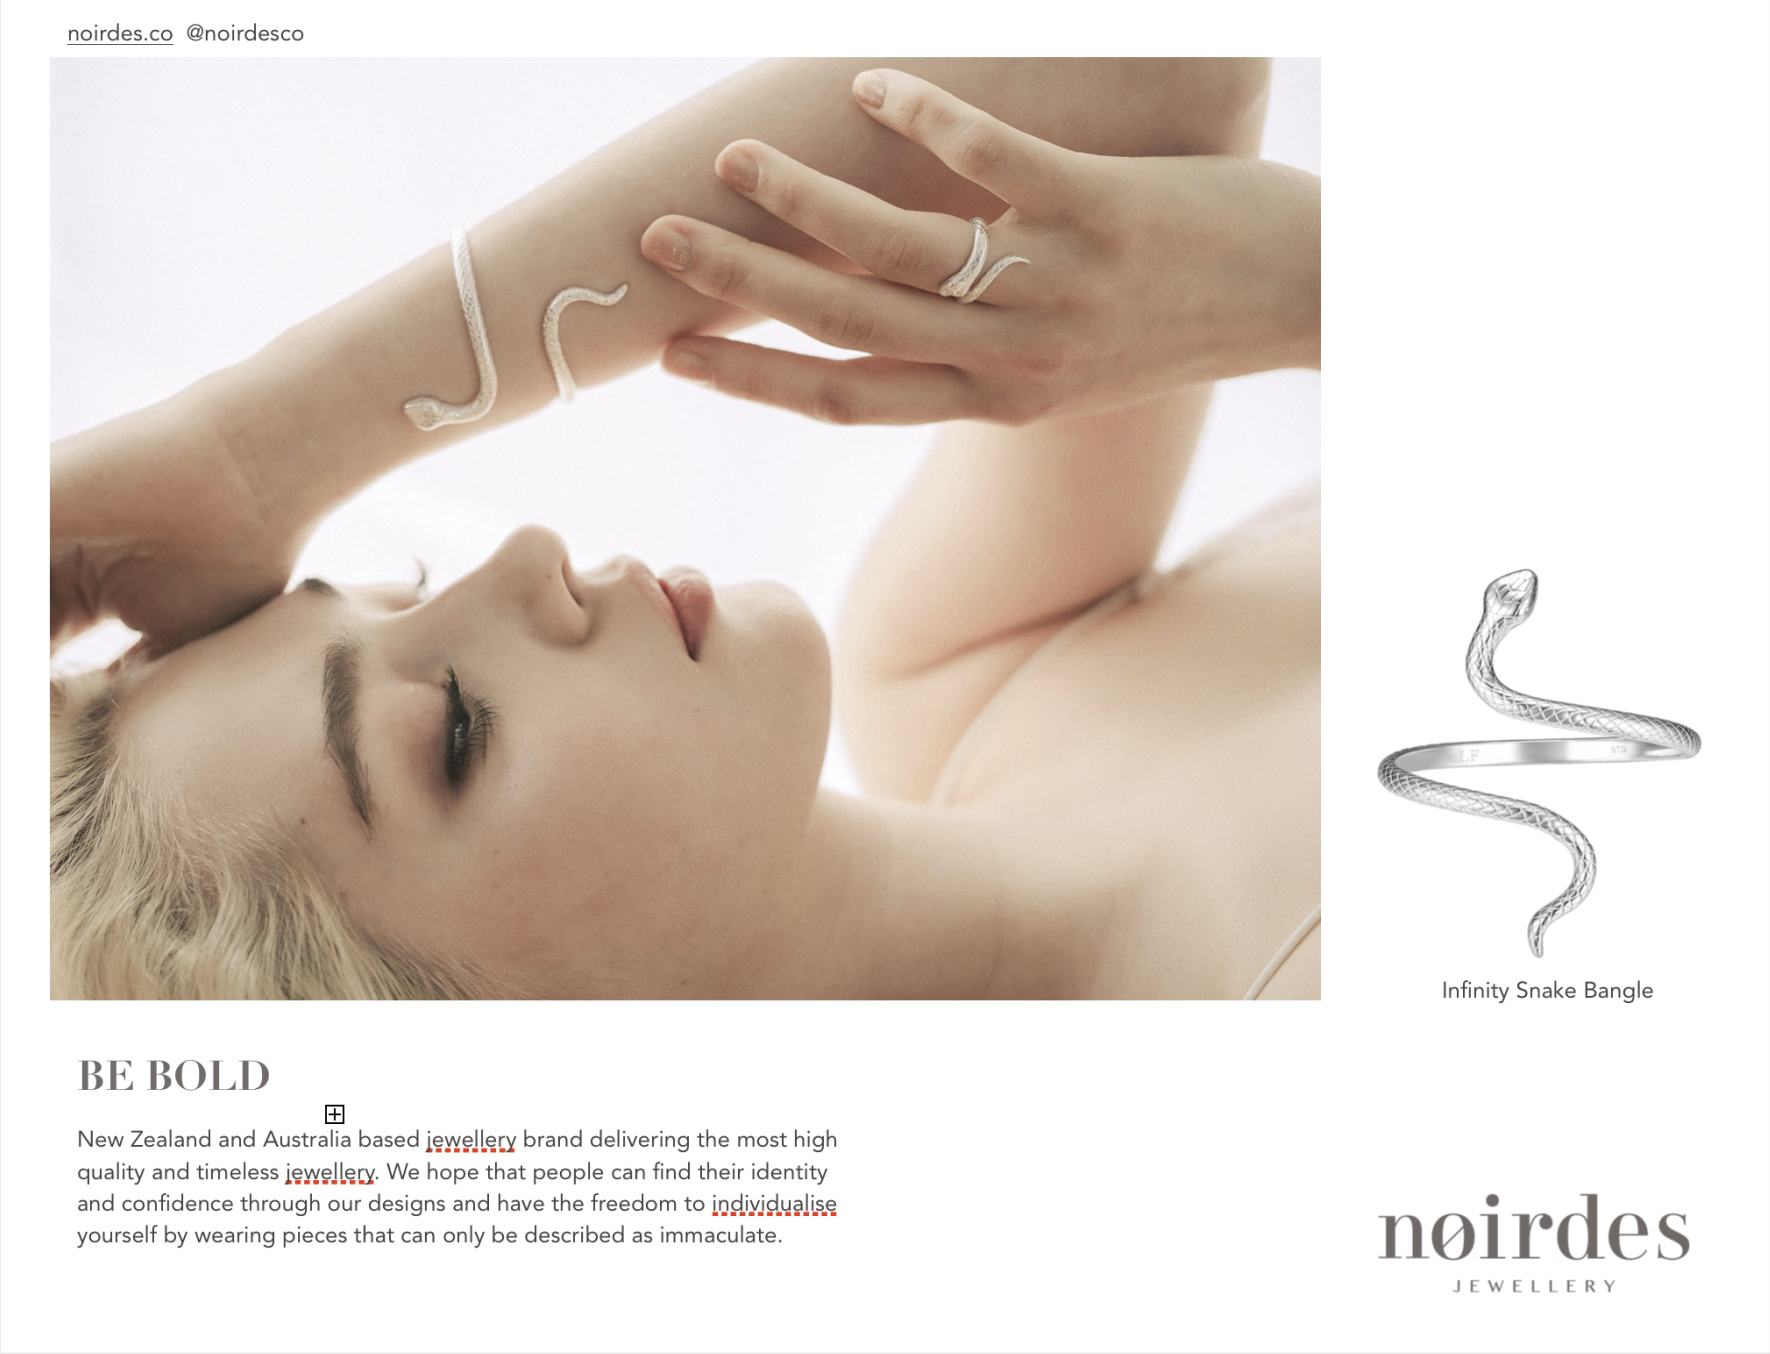 noirdes.co @noirdesco
LF
STG
Infinity Snake Bangle
BE BOLD
New Zealand and Australia based jewellery brand delivering the most high
quality and timeless jewellery. We hope that people can find their identity
and confidence through our designs and have the freedom to individualise
yourself by wearing pieces that can only be described as immaculate.
nøirdes
JEWELLERY